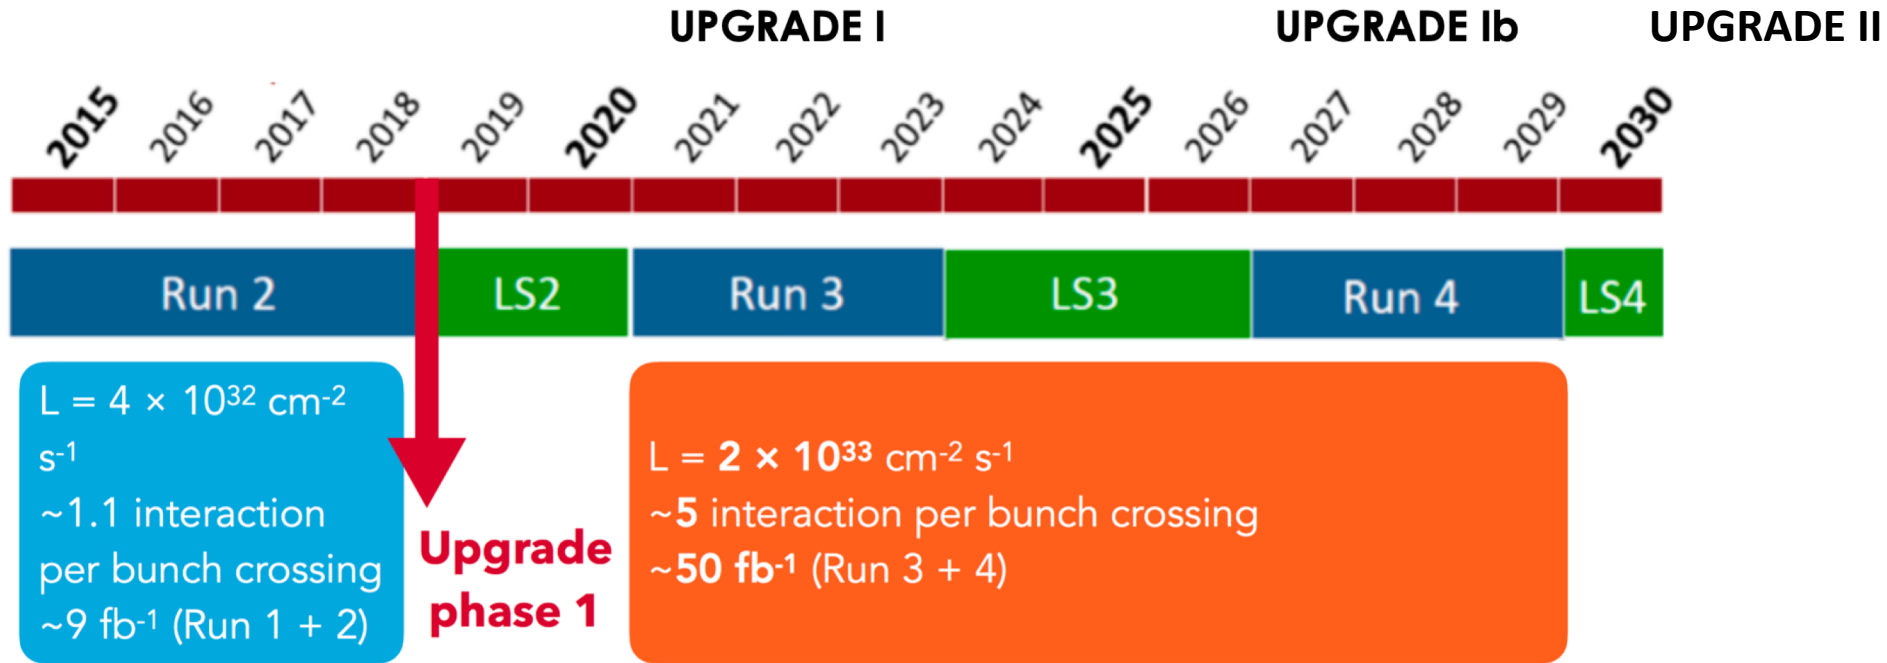 UPGRADE I UPGRADE Ib UPGRADE II
2015 2016 2017 2018 2019 2020 2021 2022 2023 2024 2025 2026 2027 2028 2029 2030
Run 2 LS2 Run 3 LS3 Run 4 LS4
L = 4 × 10³² cm⁻²
s⁻¹
~1.1 interaction
per bunch crossing
~9 fb⁻¹ (Run 1 + 2)
Upgrade
phase 1
L = 2 × 10³³ cm⁻² s⁻¹
~5 interaction per bunch crossing
~50 fb⁻¹ (Run 3 + 4)